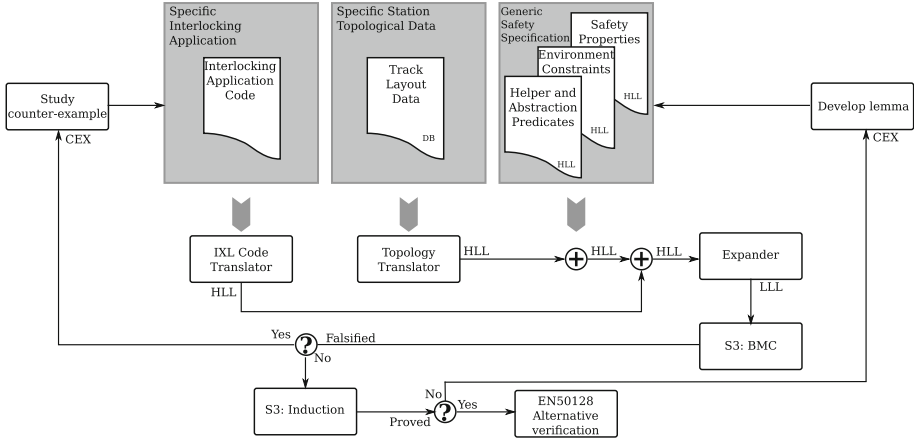 Specific
Interlocking
Application
Interlocking
Application
Code
Specific Station
Topological Data
Track
Layout
Data
DB
Generic
Safety
Specification
Safety
Properties
HLL
Environment
Constraints
HLL
Helper and
Abstraction
Predicates
HLL
Study
counter-example
CEX
Develop lemma
CEX
IXL Code
Translator
HLL
Topology
Translator
HLL
+
HLL
+
HLL
Expander
LLL
S3: BMC
Falsified
?
Yes
No
S3: Induction
Proved
?
No
Yes
EN50128
Alternative
verification